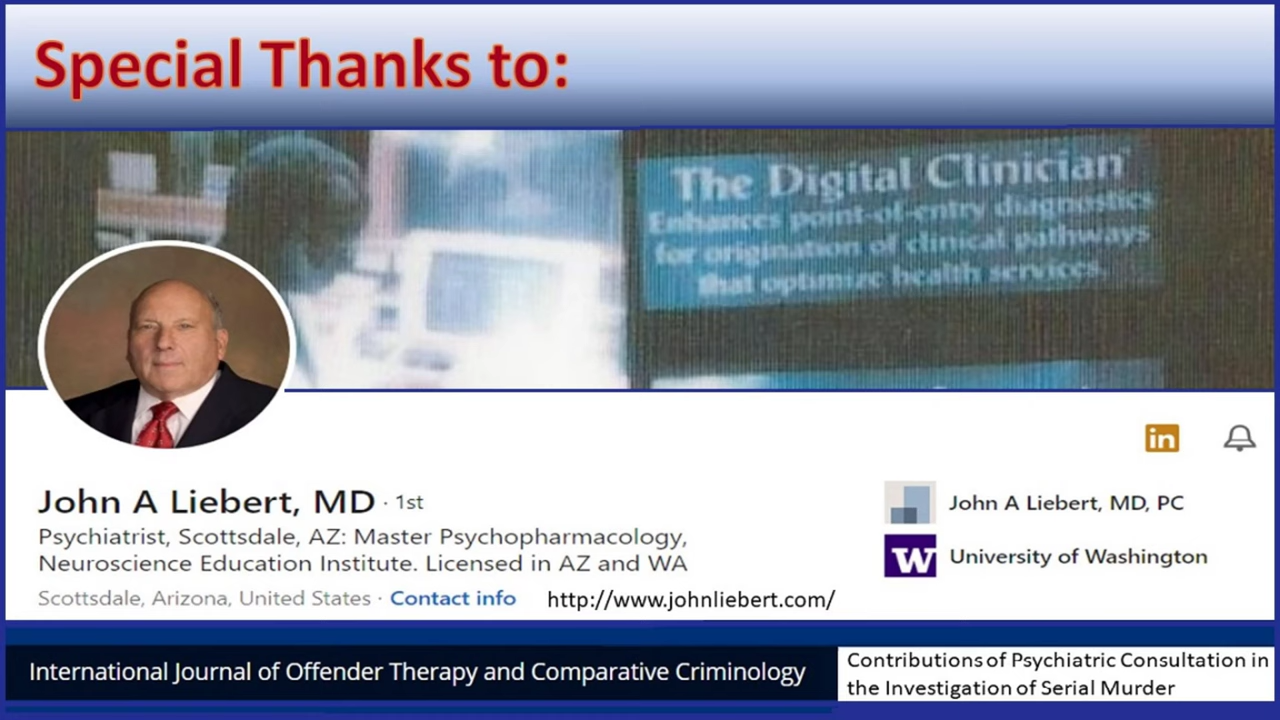 Special Thanks to:
The Digital Clinician
Enhances point-of-entry diagnostics
for origination of clinical pathways
that optimize health services.
in
John A Liebert, MD · 1st
Psychiatrist, Scottsdale, AZ: Master Psychopharmacology,
Neuroscience Education Institute. Licensed in AZ and WA
Scottsdale, Arizona, United States · Contact info
http://www.johnliebert.com/
John A Liebert, MD, PC
W
University of Washington
International Journal of Offender Therapy and Comparative Criminology
Contributions of Psychiatric Consultation in
the Investigation of Serial Murder